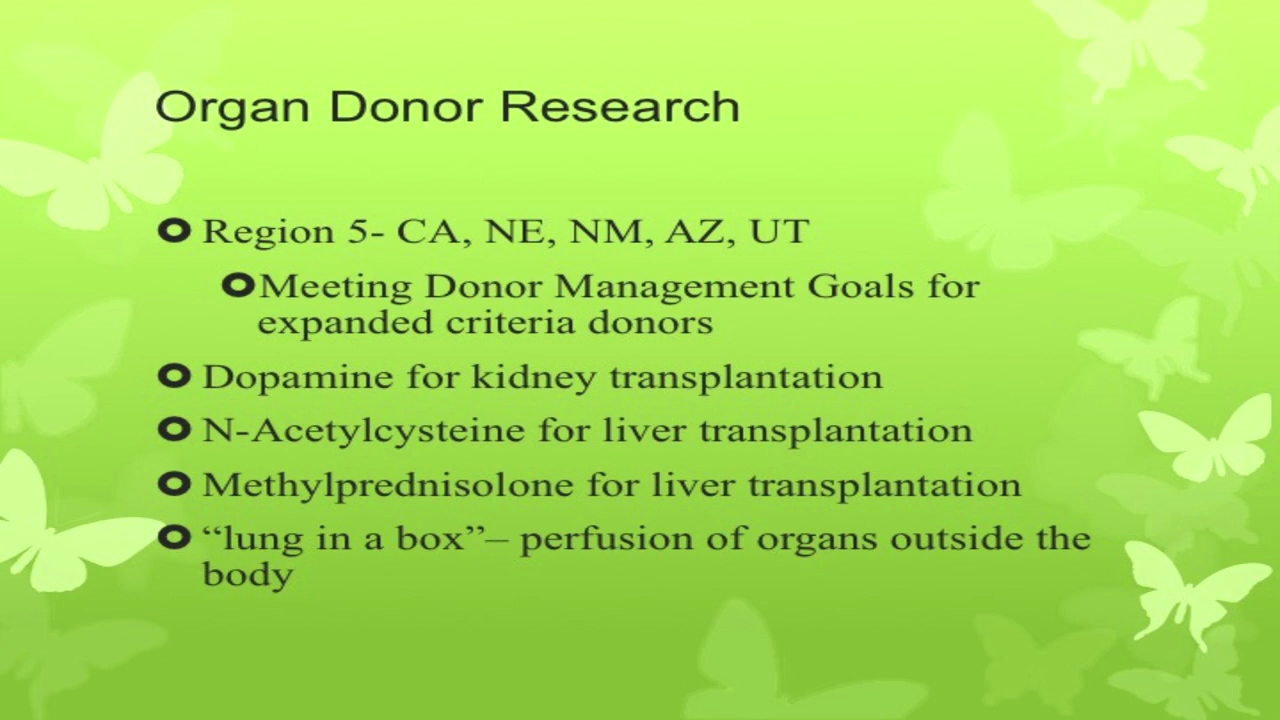 Organ Donor Research
Region 5- CA, NE, NM, AZ, UT
Meeting Donor Management Goals for
expanded criteria donors
Dopamine for kidney transplantation
N-Acetylcysteine for liver transplantation
Methylprednisolone for liver transplantation
“lung in a box”– perfusion of organs outside the
body